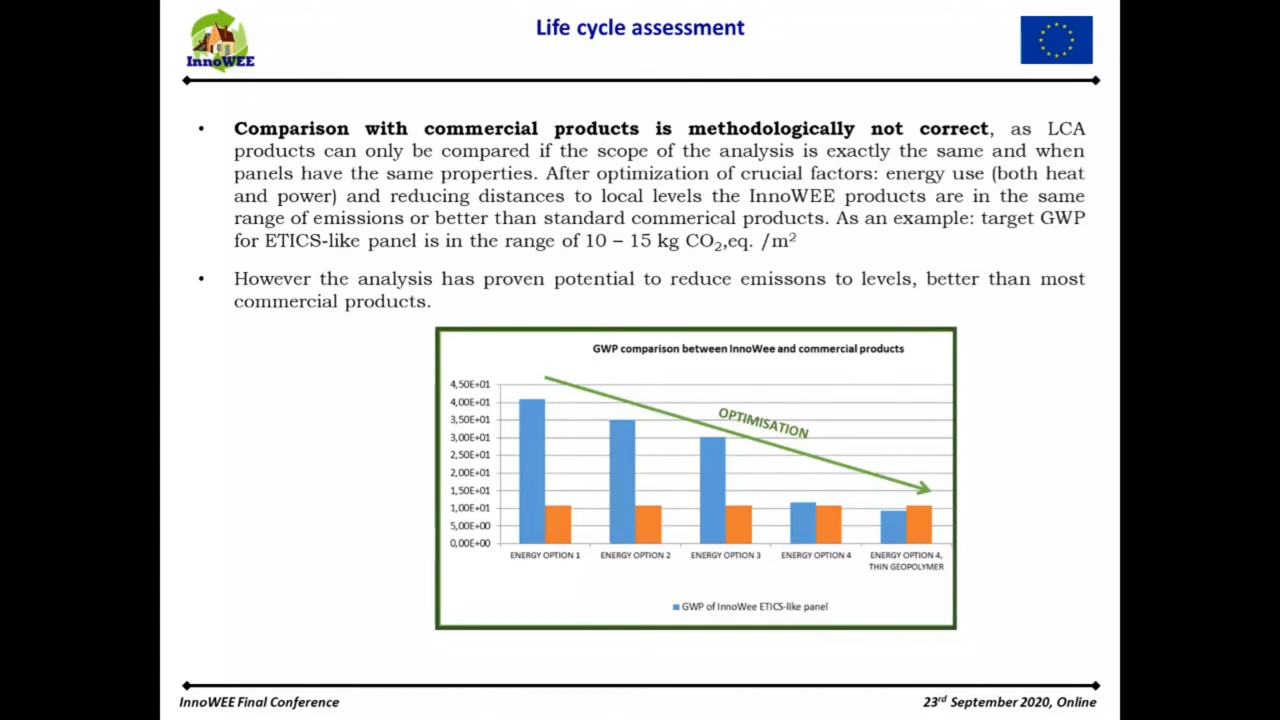 InnoWEE
Life cycle assessment
• Comparison with commercial products is methodologically not correct, as LCA
products can only be compared if the scope of the analysis is exactly the same and when
panels have the same properties. After optimization of crucial factors: energy use (both heat
and power) and reducing distances to local levels the InnoWEE products are in the same
range of emissions or better than standard commerical products. As an example: target GWP
for ETICS-like panel is in the range of 10 – 15 kg CO₂,eq. /m²
• However the analysis has proven potential to reduce emissons to levels, better than most
commercial products.
GWP comparison between InnoWee and commercial products
4,50E+01
4,00E+01
3,50E+01
3,00E+01
2,50E+01
2,00E+01
1,50E+01
1,00E+01
5,00E+00
0,00E+00
OPTIMISATION
ENERGY OPTION 1
ENERGY OPTION 2
ENERGY OPTION 3
ENERGY OPTION 4
ENERGY OPTION 4,
THIN GEOPOLYMER
GWP of InnoWee ETICS-like panel
InnoWEE Final Conference
23rd September 2020, Online